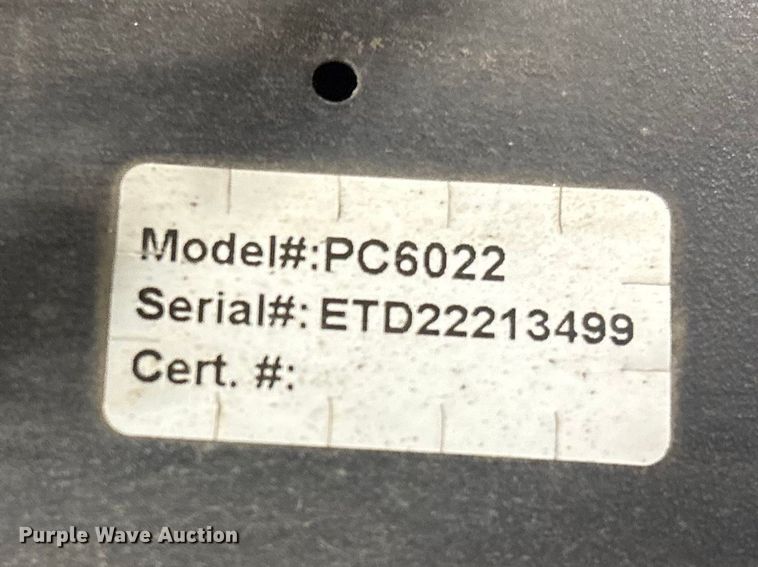 Model#:PC6022
Serial#: ETD22213499
Cert. #:
Purple Wave Auction